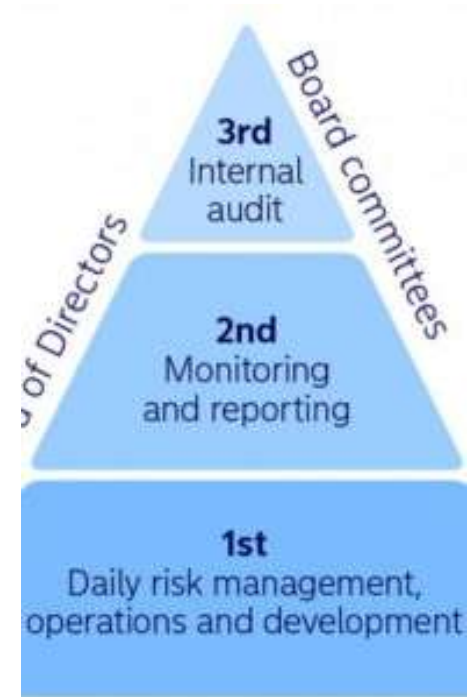 Board committees
of Directors
3rd
Internal
audit
2nd
Monitoring
and reporting
1st
Daily risk management,
operations and development